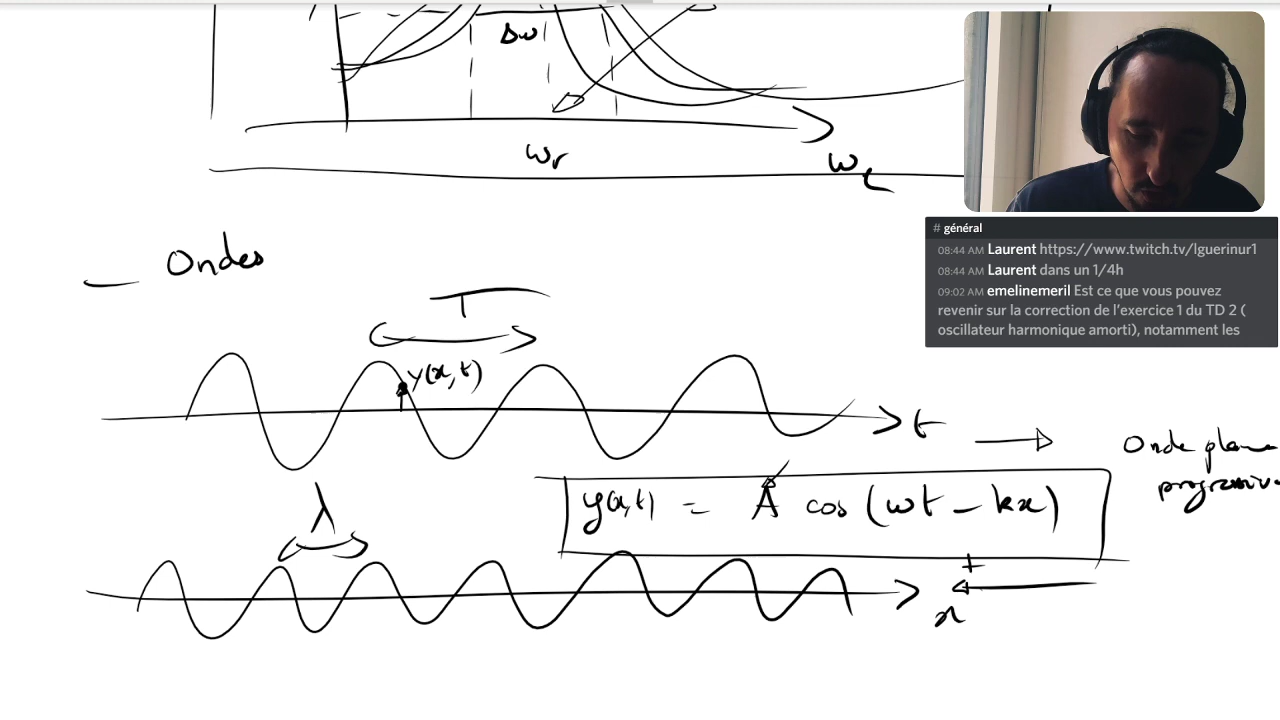 Δω
ωr
ω
# général
08:44 AM Laurent https://www.twitch.tv/lguerinur1
08:44 AM Laurent dans un 1/4h
09:02 AM emelinemeril Est ce que vous pouvez
revenir sur la correction de l'exercice 1 du TD 2 (
oscillateur harmonique amorti), notamment les
Ondes
T
y(x,t)
t
Onde plane
progressiv
y(x,t) = A cos (ωt - kx)
λ
+
x